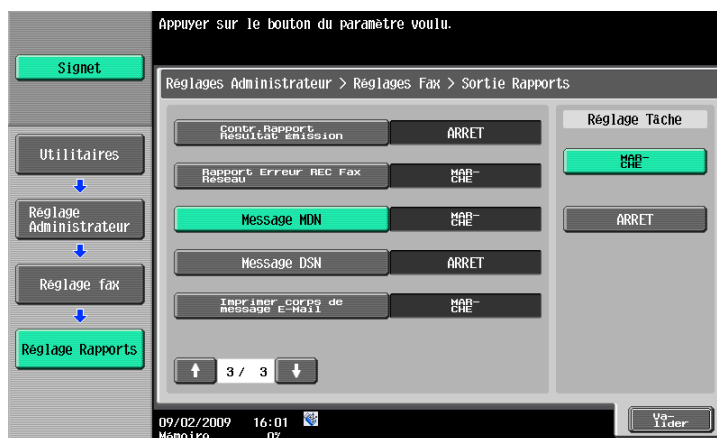 Appuyer sur le bouton du paramètre voulu.
Signet
Réglages Administrateur > Réglages Fax > Sortie Rapports
Utilitaires
Réglage
Administrateur
Réglage fax
Réglage Rapports
Contr.Rapport
Résultat émission
ARRET
Rapport Erreur REC Fax
Réseau
MAR-
CHE
Message MDN
MAR-
CHE
Message DSN
ARRET
Imprimer corps de
message E-Mail
MAR-
CHE
3/ 3
Réglage Tâche
MAR-
CHE
ARRET
09/02/2009 16:01
Mémoire 0%
Va-
lider